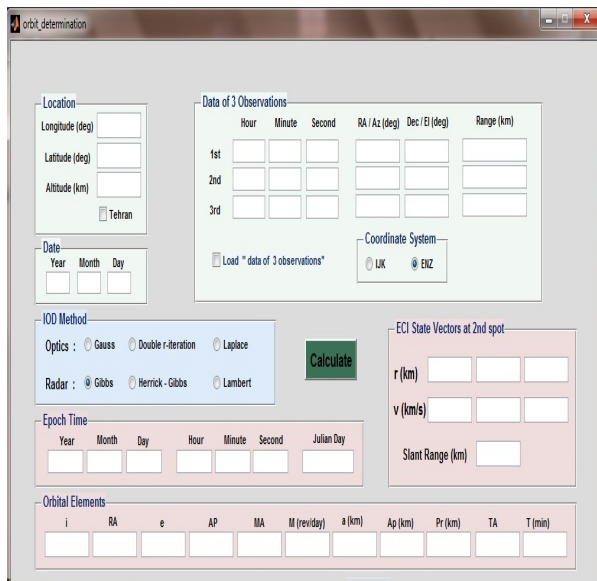 orbit_determination
Location
Longitude (deg)
Latitude (deg)
Altitude (km)
Tehran
Data of 3 Observations
Hour Minute Second RA / Az (deg) Dec / El (deg) Range (km)
1st
2nd
3rd
Load " data of 3 observations"
Coordinate System
IJK ENZ
Date
Year Month Day
IOD Method
Optics : Gauss Double r-iteration Laplace
Radar : Gibbs Herrick - Gibbs Lambert
Calculate
ECI State Vectors at 2nd spot
r (km)
v (km/s)
Slant Range (km)
Epoch Time
Year Month Day Hour Minute Second Julian Day
Orbital Elements
i RA e AP MA M (rev/day) a (km) Ap (km) Pr (km) TA T (min)